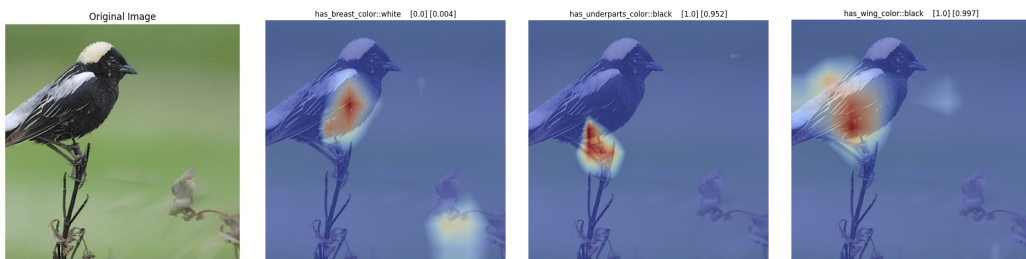 Original Image
has_breast_color::white [0.0] [0.004]
has_underparts_color::black [1.0] [0.952]
has_wing_color::black [1.0] [0.997]